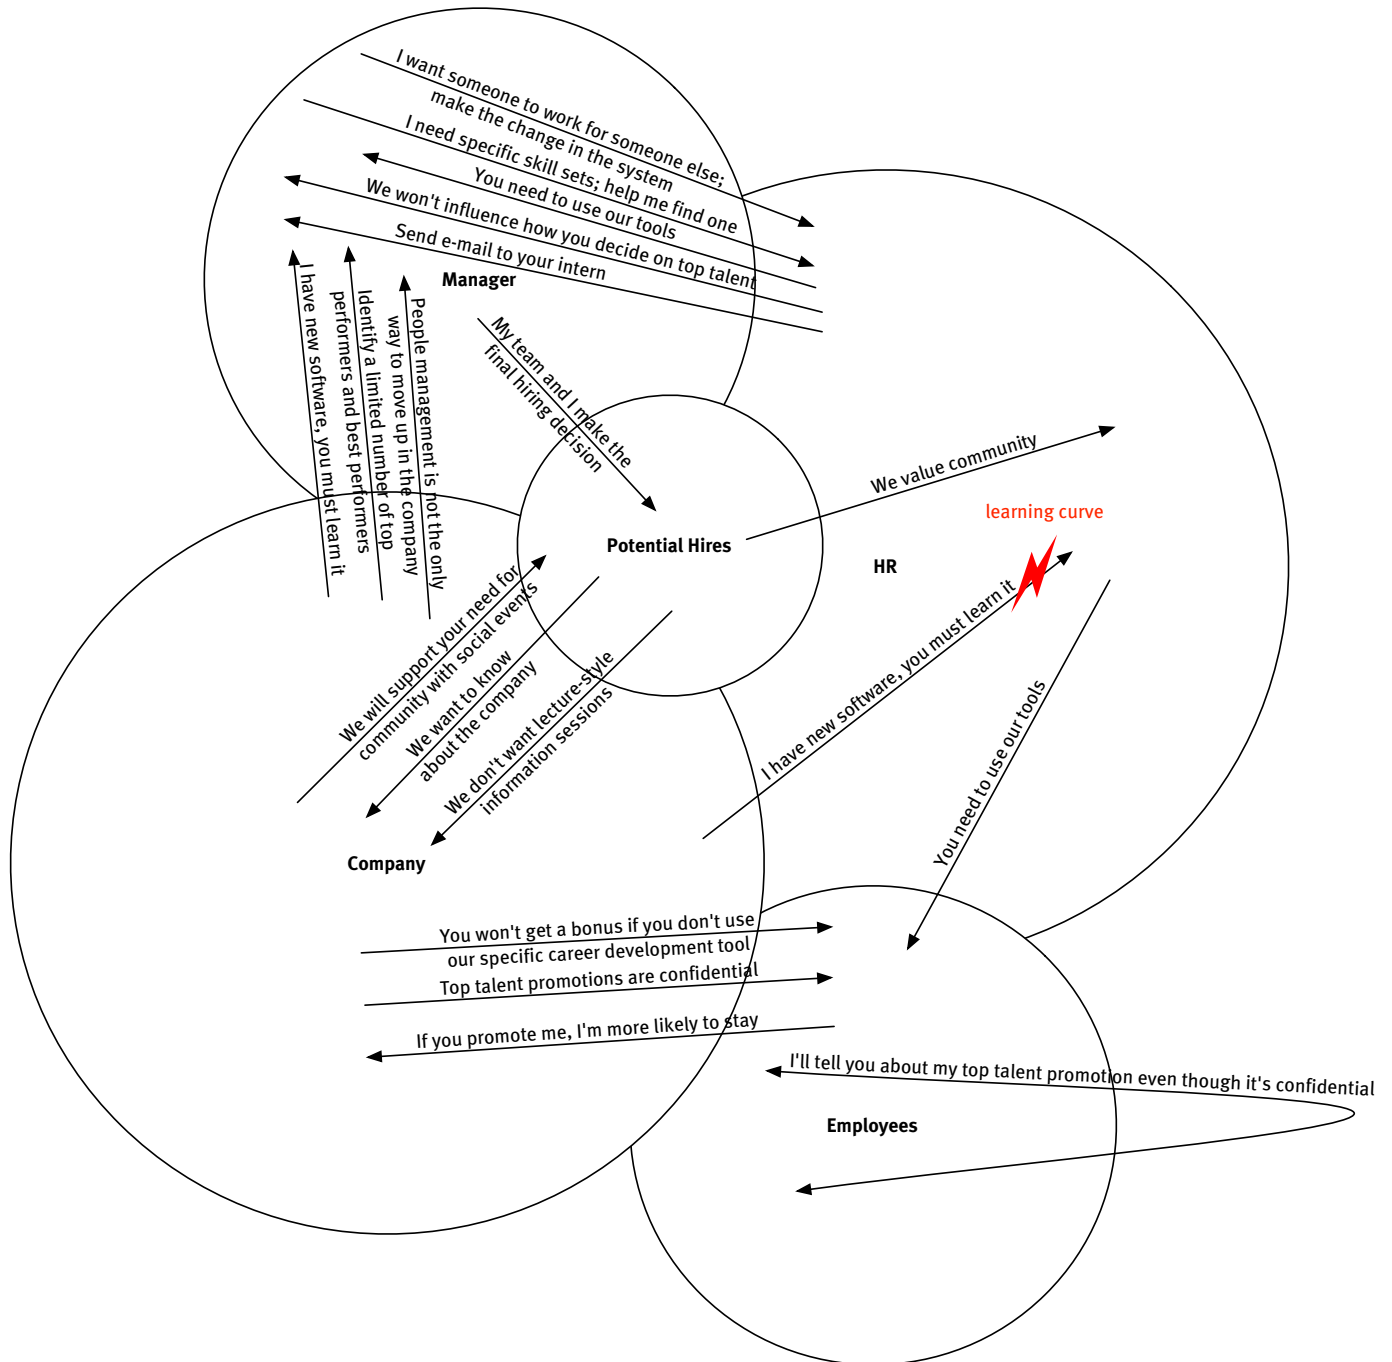 I want someone to work for someone else;
make the change in the system
I need specific skill sets; help me find one
You need to use our tools
We won't influence how you decide on top talent
Send e-mail to your intern
Manager
I have new software, you must learn it
Identify a limited number of top
performers and best performers
People management is not the only
way to move up in the company
My team and I make the
final hiring decision
We value community
learning curve
Potential Hires
HR
We will support your need for
community with social events
We want to know
about the company
We don't want lecture-style
information sessions
I have new software, you must learn it
You need to use our tools
Company
You won't get a bonus if you don't use
our specific career development tool
Top talent promotions are confidential
If you promote me, I'm more likely to stay
I'll tell you about my top talent promotion even though it's confidential
Employees